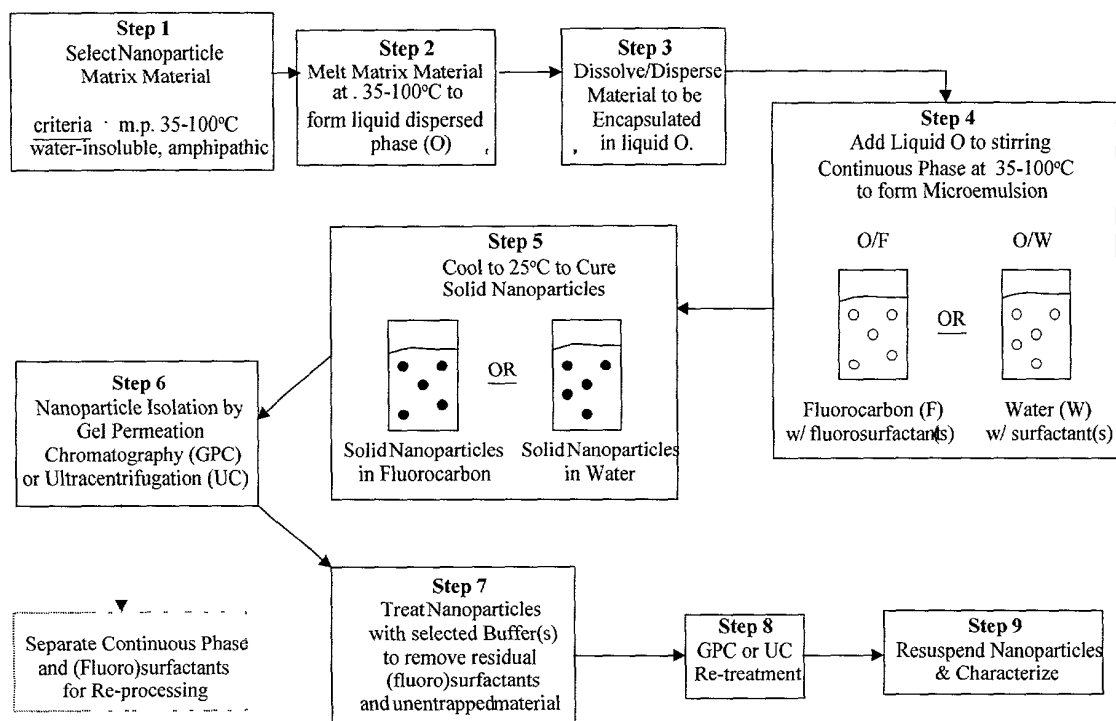 Step 1
Select Nanoparticle
Matrix Material
criteria · m.p. 35-100°C
water-insoluble, amphipathic
Step 2
Melt Matrix Material
at . 35-100°C to
form liquid dispersed
phase (O)
Step 3
Dissolve/Disperse
Material to be
Encapsulated
in liquid O.
Step 4
Add Liquid O to stirring
Continuous Phase at 35-100°C
to form Microemulsion
O/F
O/W
OR
Fluorocarbon (F)
w/ fluorosurfactant(s)
Water (W)
w/ surfactant(s)
Step 5
Cool to 25°C to Cure
Solid Nanoparticles
OR
Solid Nanoparticles
in Fluorocarbon
Solid Nanoparticles
in Water
Step 6
Nanoparticle Isolation by
Gel Permeation
Chromatography (GPC)
or Ultracentrifugation (UC)
Separate Continuous Phase
and (Fluoro)surfactants
for Re-processing
Step 7
Treat Nanoparticles
with selected Buffer(s)
to remove residual
(fluoro)surfactants
and unentrapped material
Step 8
GPC or UC
Re-treatment
Step 9
Resuspend Nanoparticles
& Characterize